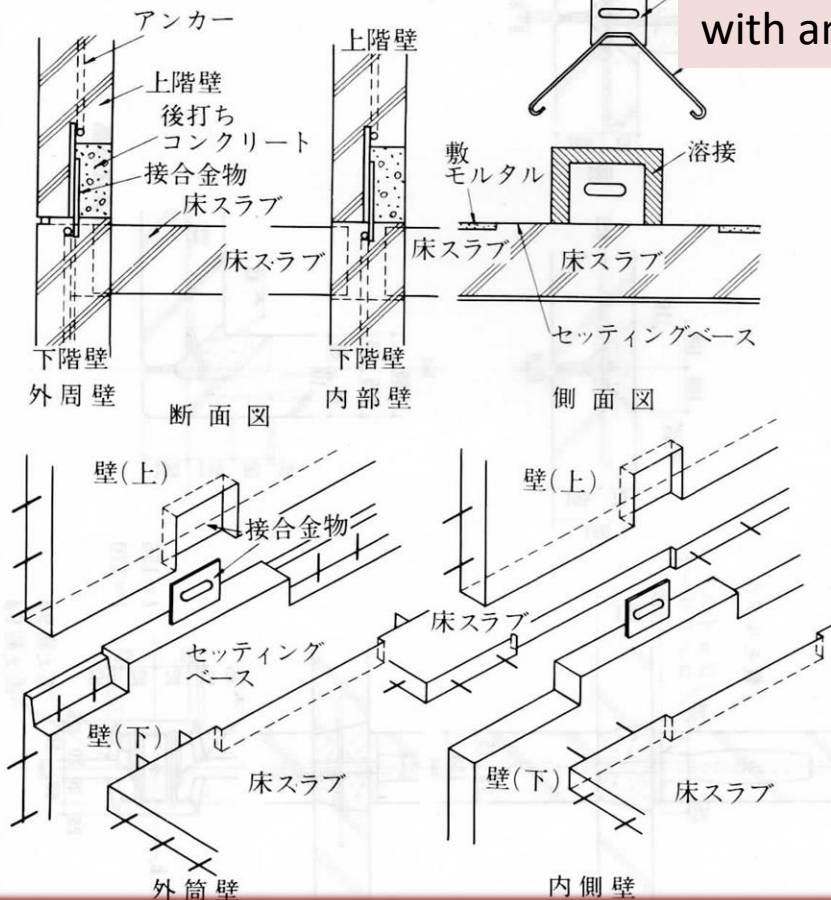 with an
アンカー
上階壁
上階壁
後打ち
コンクリート
接合金物
床スラブ
床スラブ
床スラブ
敷
モルタル
溶接
床スラブ
セッティングベース
下階壁
下階壁
外周壁
断面図
内部壁
側面図
壁(上)
接合金物
セッティング
ベース
壁(下)
床スラブ
外筒壁
壁(上)
床スラブ
壁(下)
床スラブ
内側壁